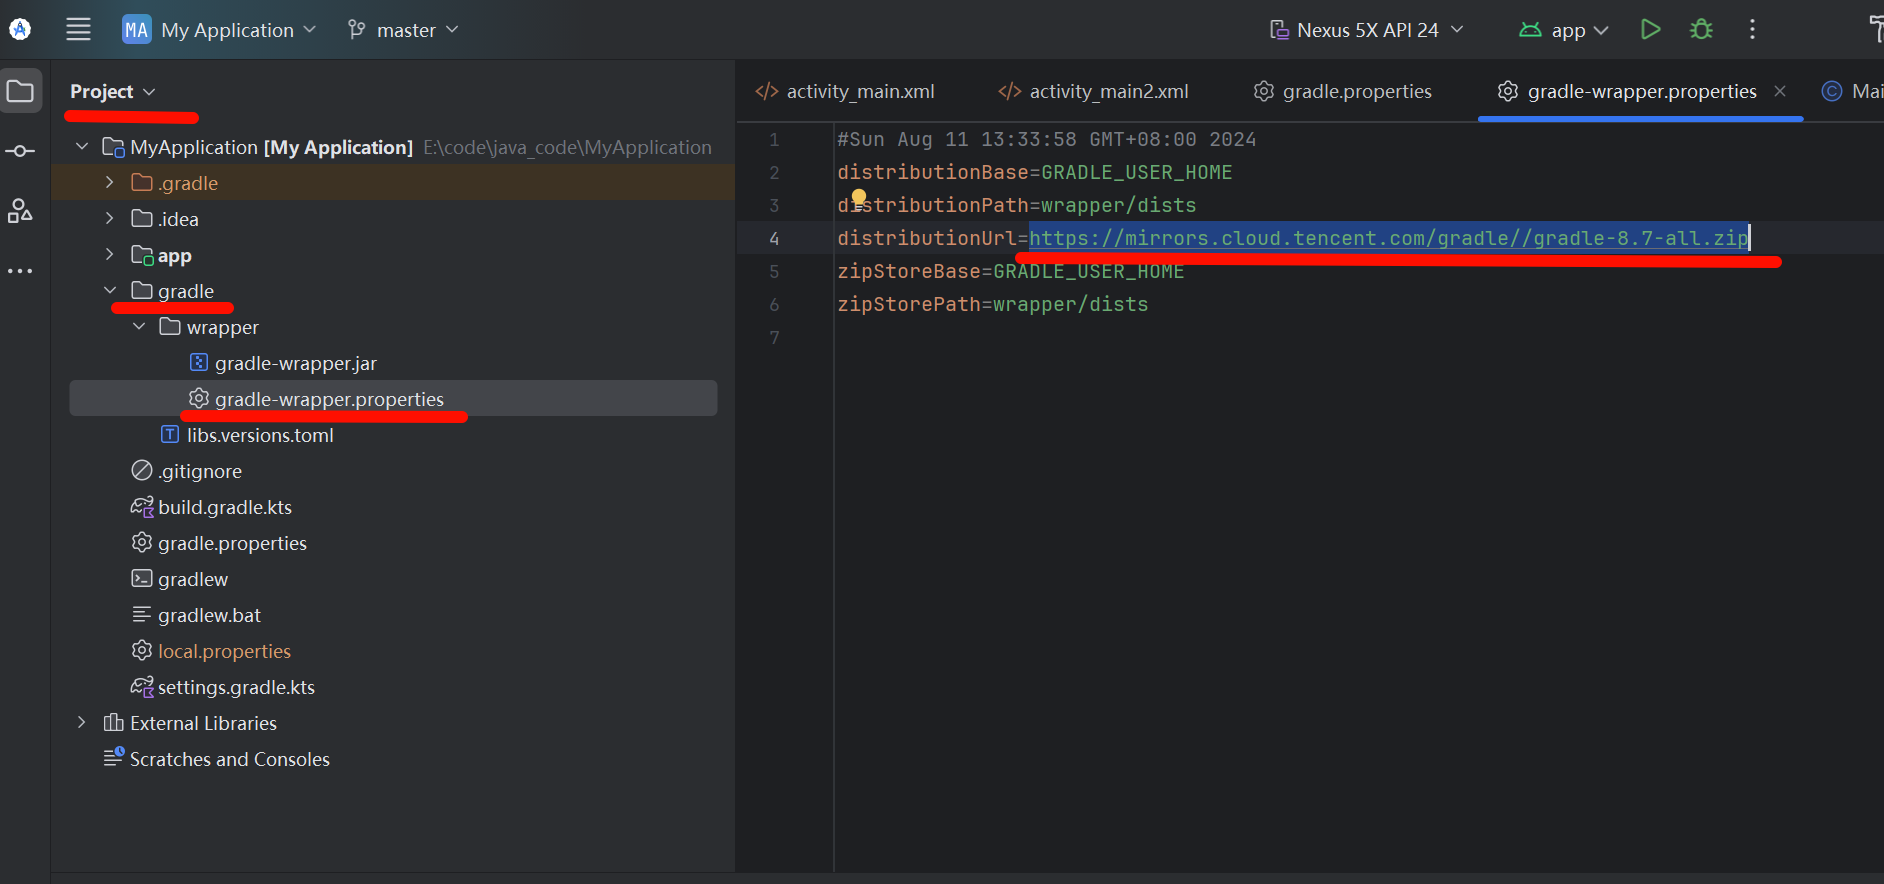 MA My Application master Nexus 5X API 24 app
Project
activity_main.xml activity_main2.xml gradle.properties gradle-wrapper.properties Mai
MyApplication [My Application] E:\code\java_code\MyApplication
.gradle
.idea
app
gradle
wrapper
gradle-wrapper.jar
gradle-wrapper.properties
libs.versions.toml
.gitignore
build.gradle.kts
gradle.properties
gradlew
gradlew.bat
local.properties
settings.gradle.kts
External Libraries
Scratches and Consoles
1 #Sun Aug 11 13:33:58 GMT+08:00 2024
2 distributionBase=GRADLE_USER_HOME
3 distributionPath=wrapper/dists
4 distributionUrl=https://mirrors.cloud.tencent.com/gradle//gradle-8.7-all.zip
5 zipStoreBase=GRADLE_USER_HOME
6 zipStorePath=wrapper/dists
7